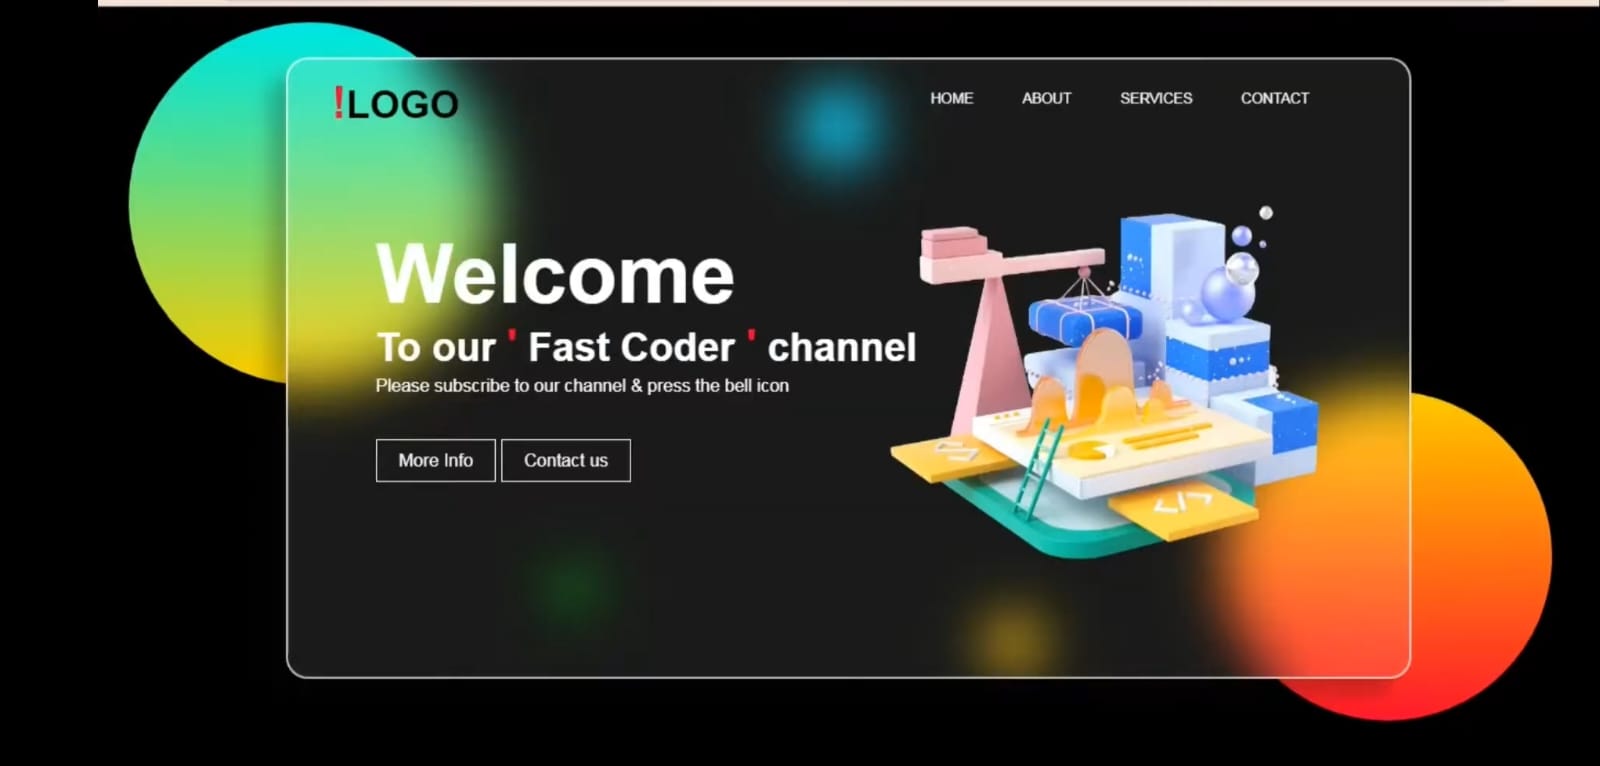 !LOGO
HOME ABOUT SERVICES CONTACT
Welcome
To our ' Fast Coder ' channel
Please subscribe to our channel & press the bell icon
More Info Contact us